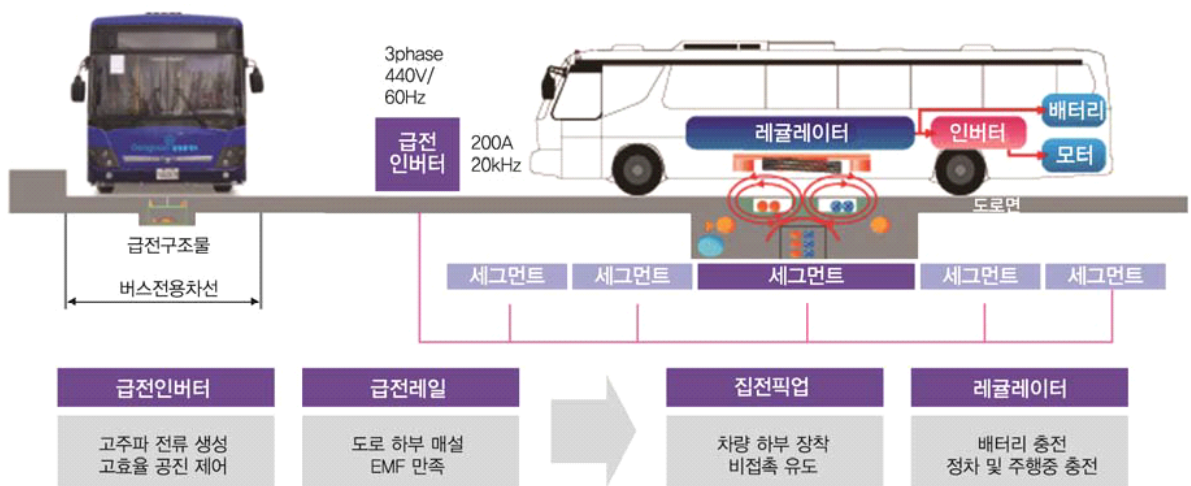 3phase
440V/
60Hz
급전
인버터
200A
20kHz
레귤레이터
인버터
배터리
모터
도로면
급전구조물
버스전용차선
세그먼트
세그먼트
세그먼트
세그먼트
세그먼트
급전인버터
고주파 전류 생성
고효율 공진 제어
급전레일
도로 하부 매설
EMF 만족
집전픽업
차량 하부 장착
비접촉 유도
레귤레이터
배터리 충전
정차 및 주행중 충전